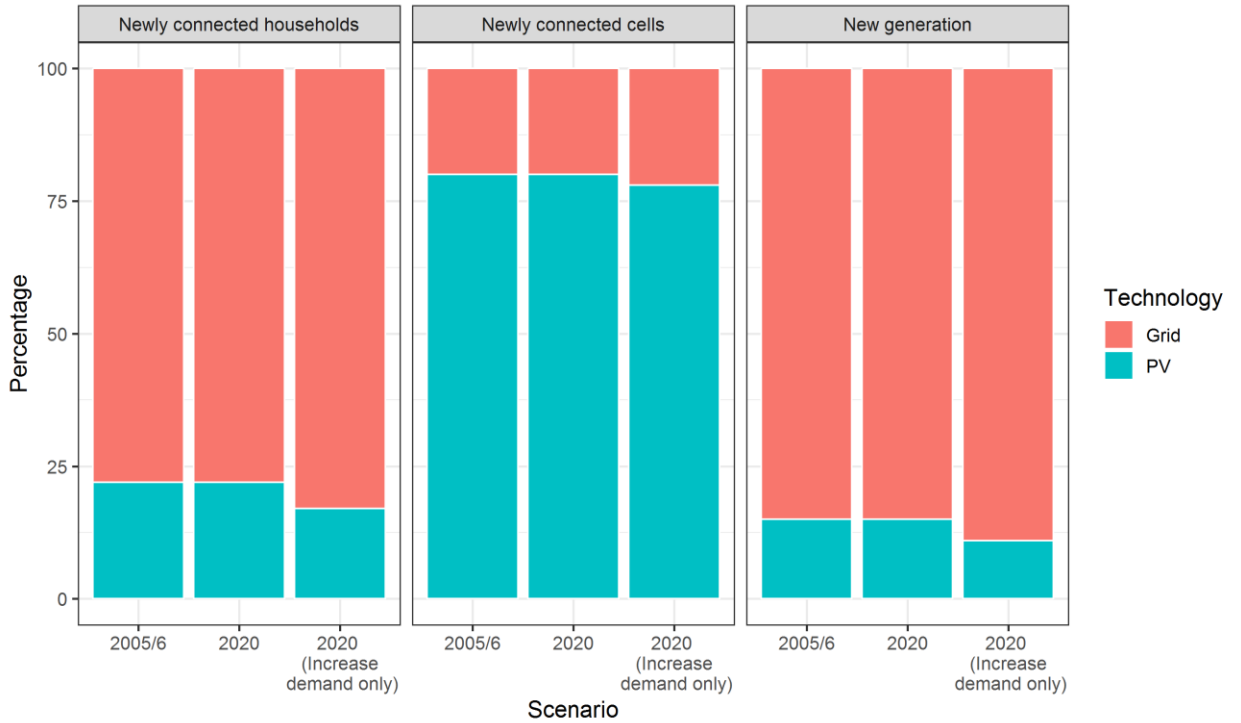 Newly connected households
Newly connected cells
New generation
Percentage
100
75
50
25
0
2005/6
2020
2020
(Increase
demand only)
2005/6
2020
2020
(Increase
demand only)
2005/6
2020
2020
(Increase
demand only)
Scenario
Technology
Grid
PV